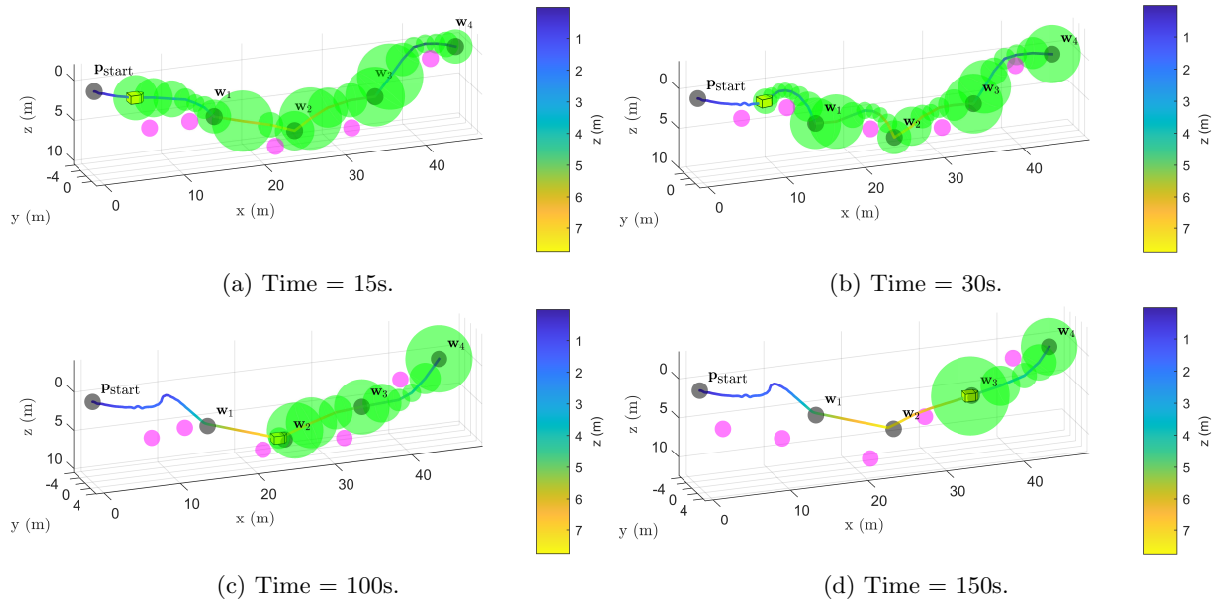 w₄
1
p_start
0
w₃
2
w₁
3
z (m)
5
w₂
4
z (m)
5
10
40
-4
30
6
0
20
7
10
y (m)
0
x (m)
(a) Time = 15s.
w₄
1
p_start
0
2
w₃
3
z (m)
5
w₁
4
z (m)
w₂
5
10
40
-4
30
6
0
20
7
10
y (m)
0
x (m)
(b) Time = 30s.
w₄
1
p_start
0
2
w₃
3
z (m)
5
w₁
4
z (m)
w₂
5
10
40
-4
30
6
0
20
4
7
10
y (m)
0
x (m)
(c) Time = 100s.
w₄
1
p_start
0
w₃
2
w₁
3
z (m)
5
w₂
4
z (m)
5
10
40
-4
30
6
0
20
4
7
10
y (m)
0
x (m)
(d) Time = 150s.